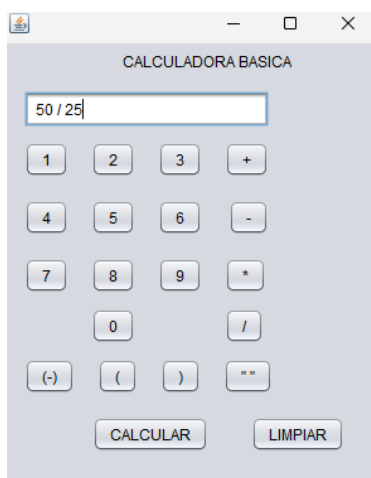 CALCULADORA BASICA
50 / 25
1 2 3 +
4 5 6 -
7 8 9 *
0 /
(-) ( ) " "
CALCULAR LIMPIAR